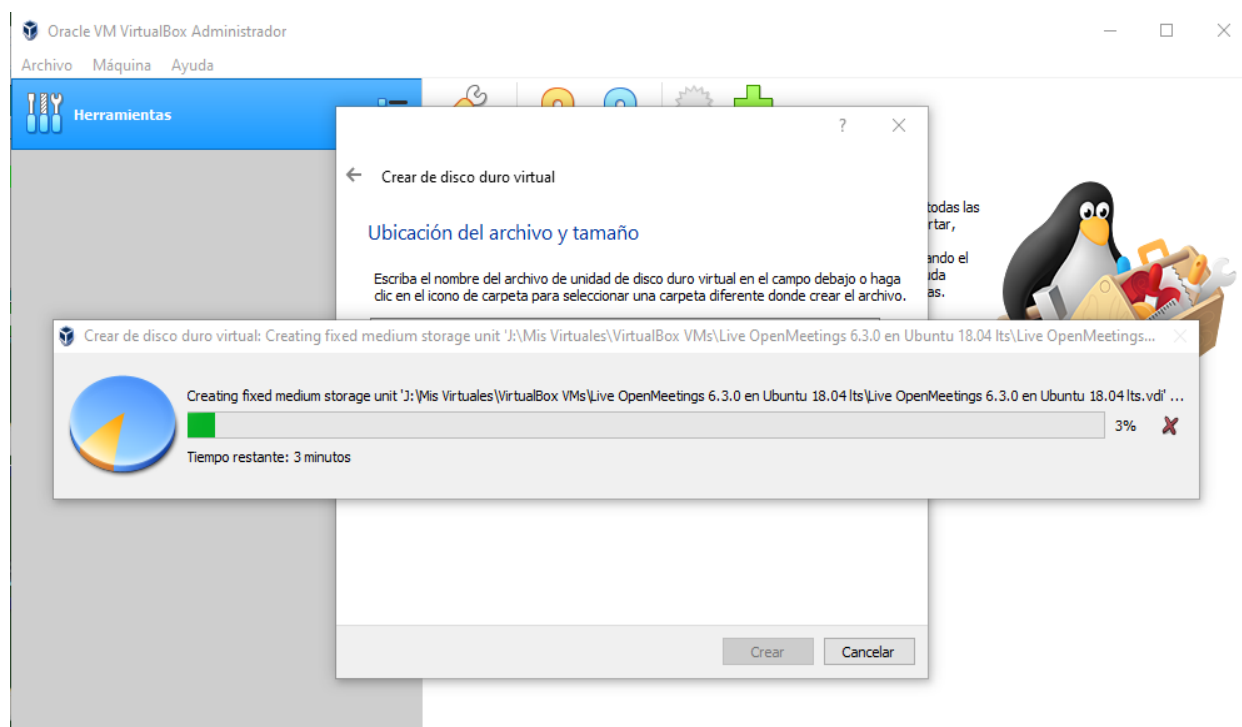 Oracle VM VirtualBox Administrador
Archivo Máquina Ayuda
Herramientas
?
Crear de disco duro virtual
Ubicación del archivo y tamaño
Escriba el nombre del archivo de unidad de disco duro virtual en el campo debajo o haga
clic en el icono de carpeta para seleccionar una carpeta diferente donde crear el archivo.
todas las
rtar,
ando el
uda
as.
Crear de disco duro virtual: Creating fixed medium storage unit 'J:\Mis Virtuales\VirtualBox VMs\Live OpenMeetings 6.3.0 en Ubuntu 18.04 lts\Live OpenMeetings...
Creating fixed medium storage unit 'J:\Mis Virtuales\VirtualBox VMs\Live OpenMeetings 6.3.0 en Ubuntu 18.04 lts\Live OpenMeetings 6.3.0 en Ubuntu 18.04 lts.vdi' ...
3%
Tiempo restante: 3 minutos
Crear Cancelar